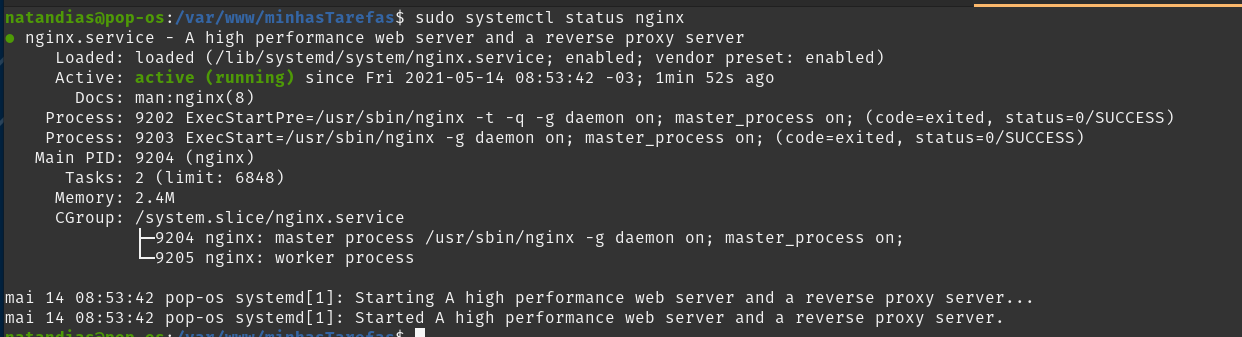 natandias@pop-os:/var/www/minhasTarefas$ sudo systemctl status nginx
● nginx.service - A high performance web server and a reverse proxy server
     Loaded: loaded (/lib/systemd/system/nginx.service; enabled; vendor preset: enabled)
     Active: active (running) since Fri 2021-05-14 08:53:42 -03; 1min 52s ago
       Docs: man:nginx(8)
    Process: 9202 ExecStartPre=/usr/sbin/nginx -t -q -g daemon on; master_process on; (code=exited, status=0/SUCCESS)
    Process: 9203 ExecStart=/usr/sbin/nginx -g daemon on; master_process on; (code=exited, status=0/SUCCESS)
   Main PID: 9204 (nginx)
      Tasks: 2 (limit: 6848)
     Memory: 2.4M
     CGroup: /system.slice/nginx.service
             ├─9204 nginx: master process /usr/sbin/nginx -g daemon on; master_process on;
             └─9205 nginx: worker process
mai 14 08:53:42 pop-os systemd[1]: Starting A high performance web server and a reverse proxy server...
mai 14 08:53:42 pop-os systemd[1]: Started A high performance web server and a reverse proxy server.
natandias@pop-os:/var/www/minhasTarefas$